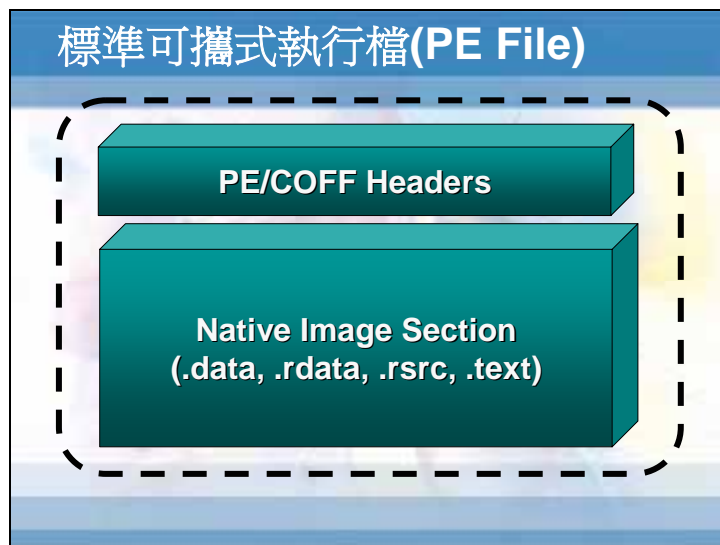 標準可攜式執行檔(PE File)
PE/COFF Headers
Native Image Section
(.data, .rdata, .rsrc, .text)